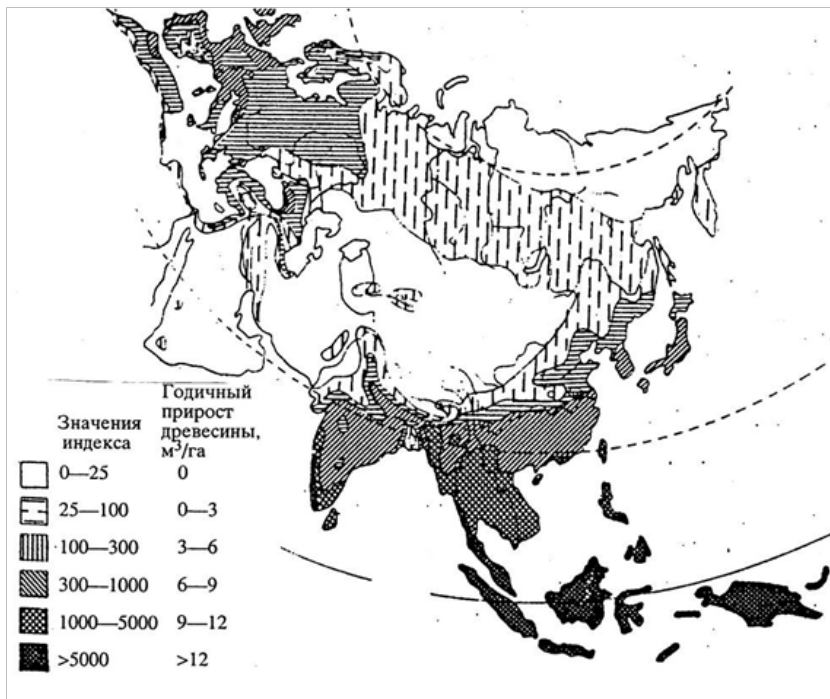 Значения
индекса
Годичный
прирост
древесины,
м³/га
0—25 0
25—100 0—3
100—300 3—6
300—1000 6—9
1000—5000 9—12
>5000 >12